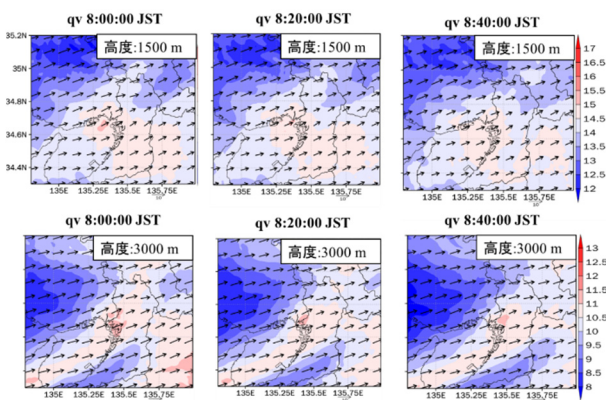 qv 8:00:00 JST
qv 8:20:00 JST
qv 8:40:00 JST
高度:1500 m
高度:1500 m
高度:1500 m
35.2N
35N
34.8N
34.6N
34.4N
17
16.5
16
15.5
15
14.5
14
13.5
13
12.5
12
135E 135.25E 135.5E 135.75E
135E 135.25E 135.5E 135.75E
135E 135.25E 135.5E 135.75E
qv 8:00:00 JST
qv 8:20:00 JST
qv 8:40:00 JST
高度:3000 m
高度:3000 m
高度:3000 m
13
12.5
12
11.5
11
10.5
10
9.5
9
8.5
8
135E 135.25E 135.5E 135.75E
135E 135.25E 135.5E 135.75E
135E 135.25E 135.5E 135.75E